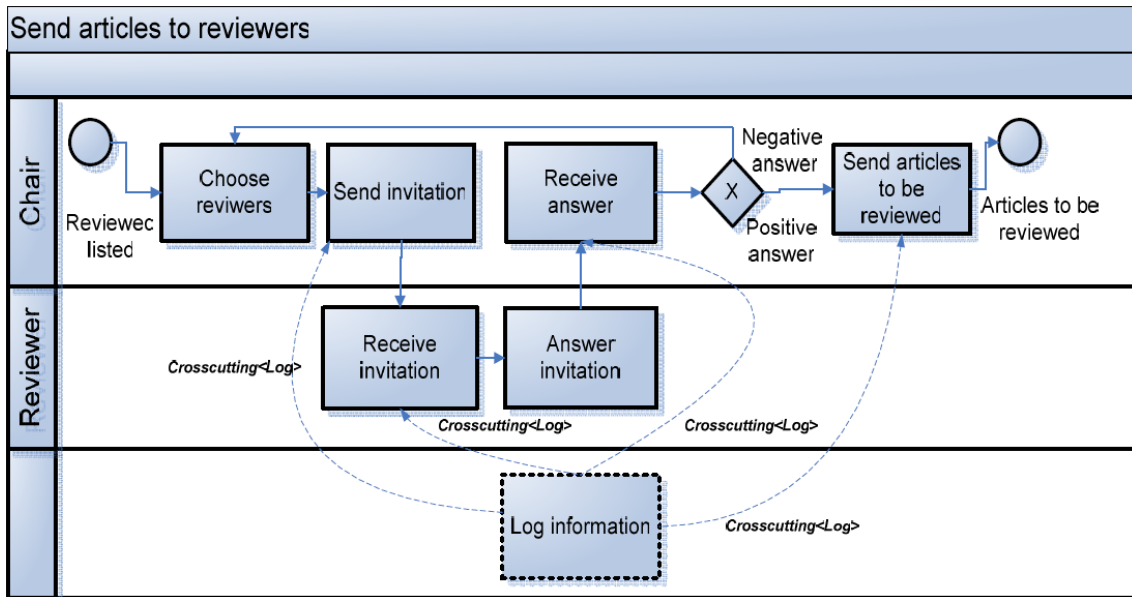 Send articles to reviewers
Chair
Reviewed
listed
Choose
reviwers
Send invitation
Receive
answer
X
Negative
answer
Positive
answer
Send articles
to be
reviewed
Articles to be
reviewed
Reviewer
Receive
invitation
Answer
invitation
Crosscutting<Log>
Crosscutting<Log>
Crosscutting<Log>
Log information
Crosscutting<Log>